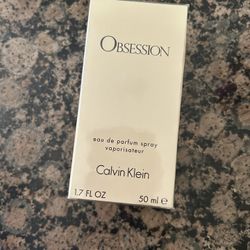 OBSESSION
eau de parfum spray
vaporisateur
Calvin Klein
1.7 FL OZ 50 ml e